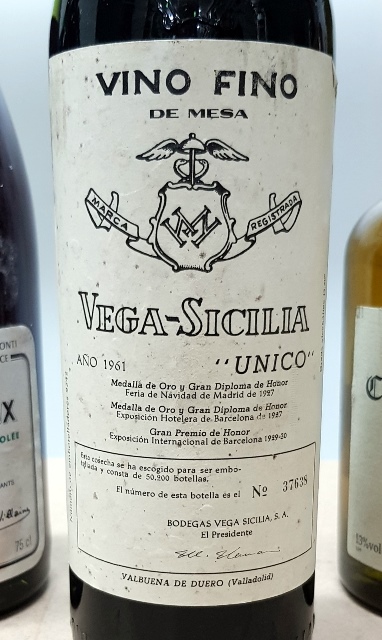 VINO FINO
DE MESA
MARCA
REGISTRADA
VEGA-SICILIA
AÑO 1961
"UNICO"
Medalla de Oro y Gran Diploma de Honor
Feria de Navidad de Madrid de 1927
Medalla de Oro y Gran Diploma de Honor
Exposición Hotelera de Barcelona de 1927
Gran Premio de Honor
Exposición Internacional de Barcelona 1929-30
Esta cosecha se ha escogido para ser embo-
tellada y consta de 50.200 botellas.
El número de esta botella es el Nº 37638
BODEGAS VEGA SICILIA, S. A.
El Presidente
VALBUENA DE DUERO (Valladolid)
75 cl
13%vol